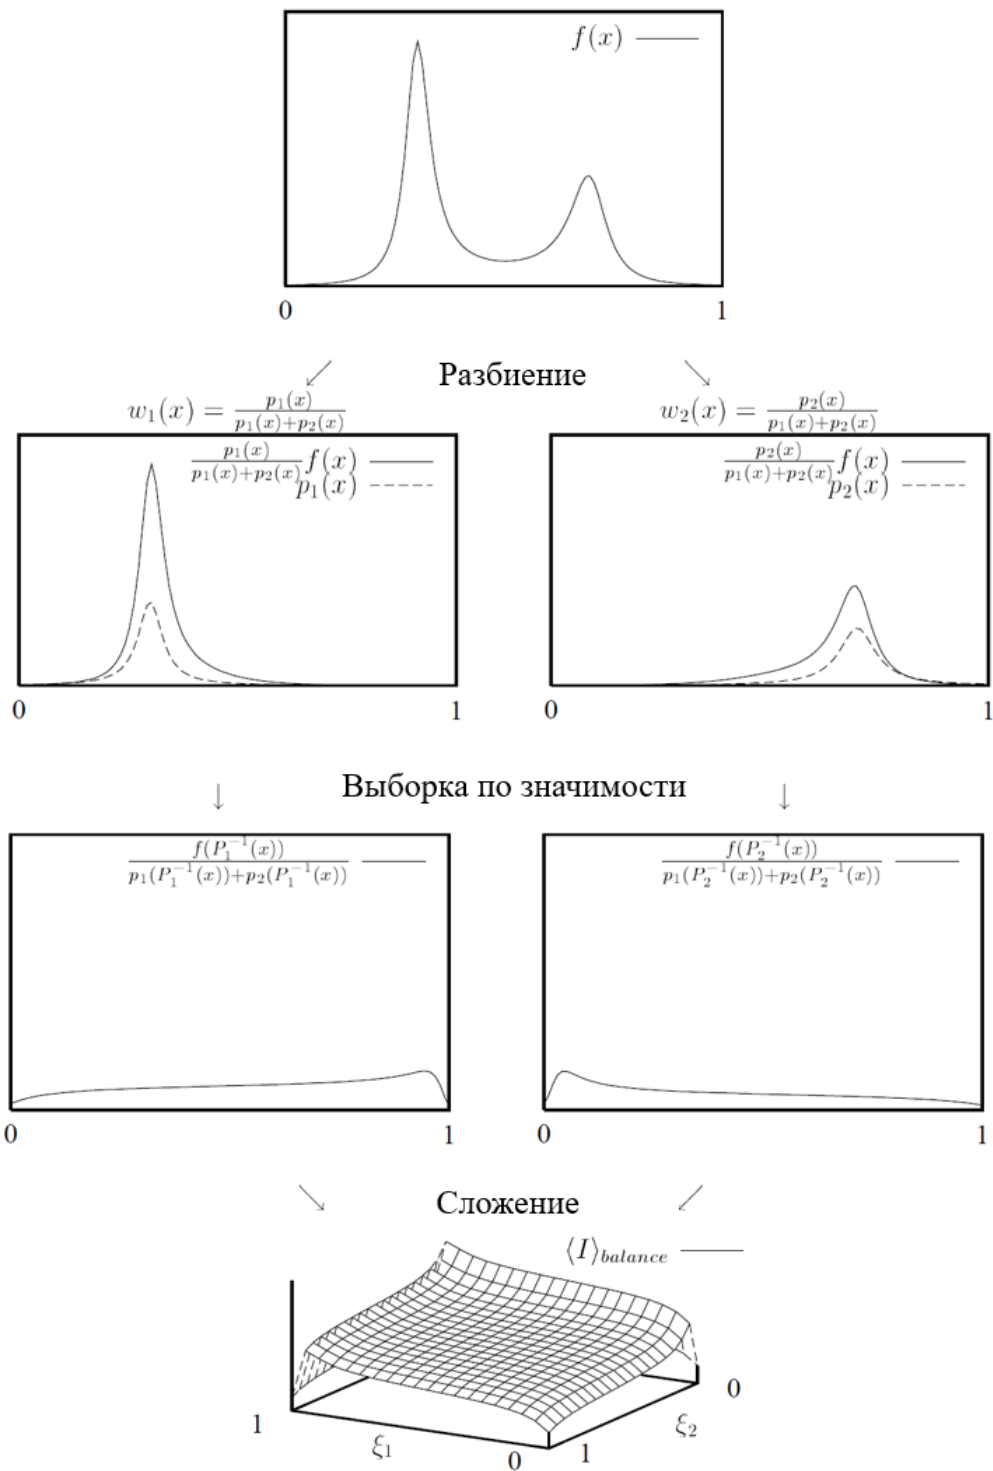 f(x)
0 1
Разбиение
w₁(x) = p₁(x)/(p₁(x)+p₂(x))
w₂(x) = p₂(x)/(p₁(x)+p₂(x))
p₁(x)/(p₁(x)+p₂(x)) f(x)
p₁(x)
0 1
p₂(x)/(p₁(x)+p₂(x)) f(x)
p₂(x)
0 1
Выборка по значимости
f(P₁⁻¹(x))/(p₁(P₁⁻¹(x))+p₂(P₁⁻¹(x)))
0 1
f(P₂⁻¹(x))/(p₁(P₂⁻¹(x))+p₂(P₂⁻¹(x)))
0 1
Сложение
⟨I⟩balance
1 ξ₁ 0
1 ξ₂ 0